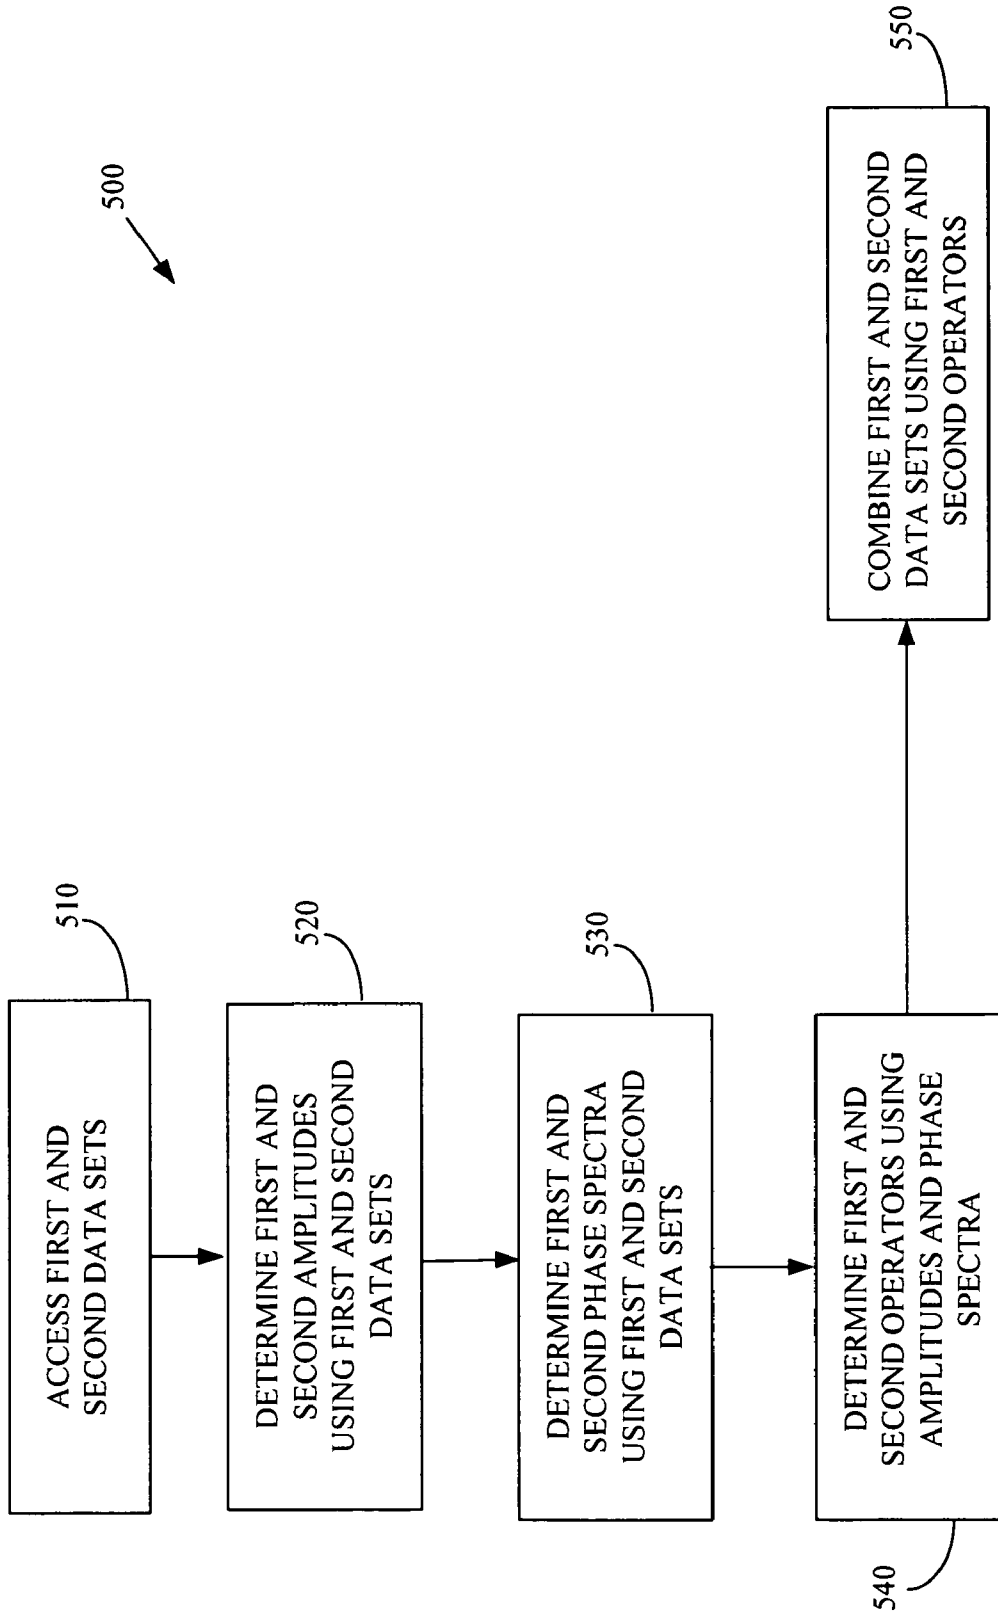 500
510
ACCESS FIRST AND
SECOND DATA SETS
520
DETERMINE FIRST AND
SECOND AMPLITUDES
USING FIRST AND SECOND
DATA SETS
530
DETERMINE FIRST AND
SECOND PHASE SPECTRA
USING FIRST AND SECOND
DATA SETS
540
DETERMINE FIRST AND
SECOND OPERATORS USING
AMPLITUDES AND PHASE
SPECTRA
550
COMBINE FIRST AND SECOND
DATA SETS USING FIRST AND
SECOND OPERATORS